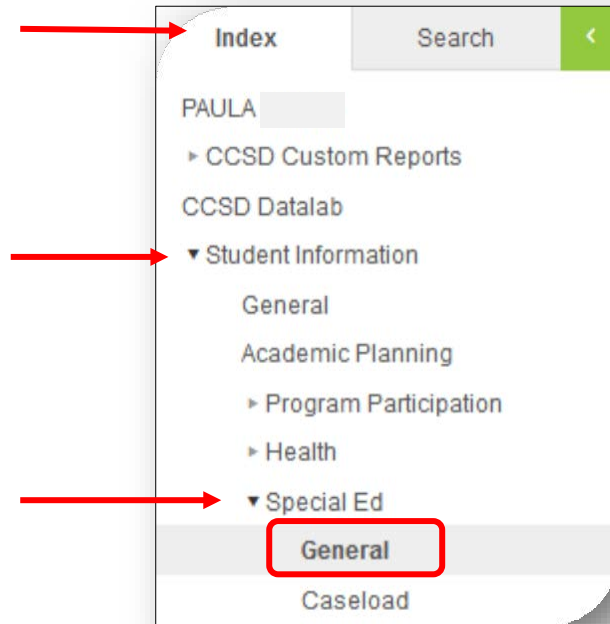 Index Search
PAULA
CCSD Custom Reports
CCSD Datalab
Student Information
General
Academic Planning
Program Participation
Health
Special Ed
General
Caseload